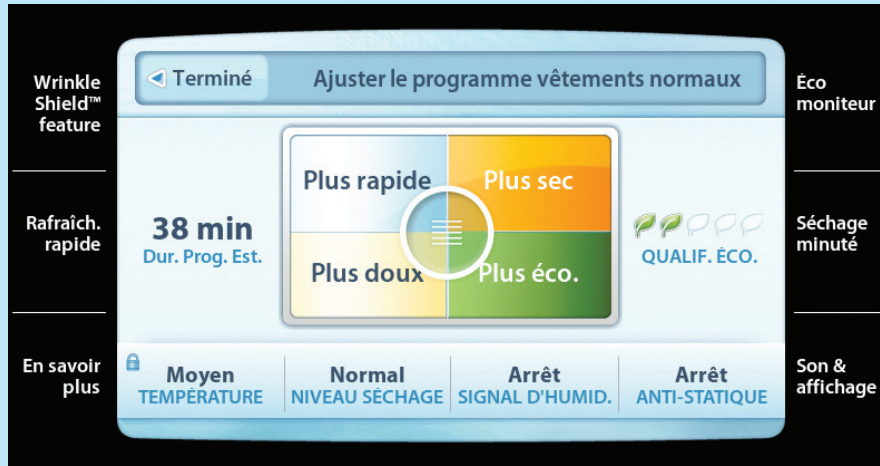 Wrinkle
Shield™
feature
Rafraîch.
rapide
En savoir
plus
Terminé
Ajuster le programme vêtements normaux
38 min
Dur. Prog. Est.
Plus rapide
Plus sec
Plus doux
Plus éco.
QUALIF. ÉCO.
Moyen
TEMPÉRATURE
Normal
NIVEAU SÉCHAGE
Arrêt
SIGNAL D'HUMID.
Arrêt
ANTI-STATIQUE
Éco
moniteur
Séchage
minuté
Son &
affichage